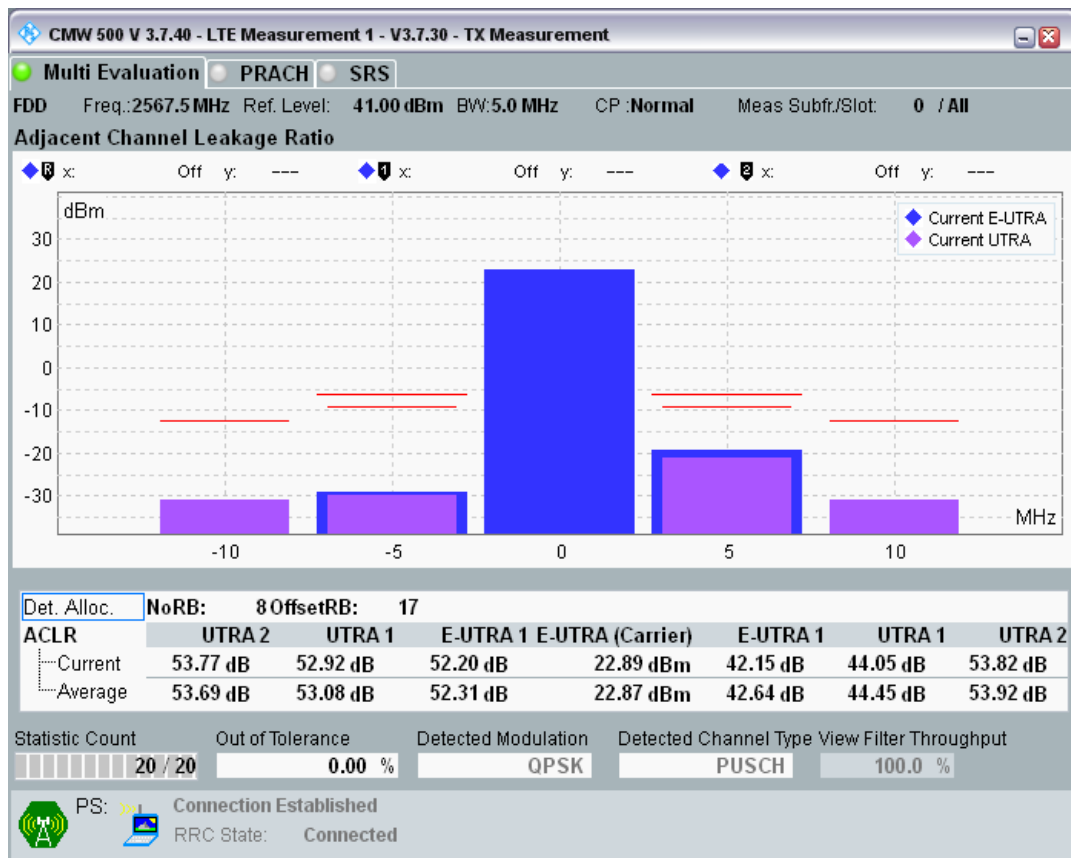 CMW 500 V 3.7.40 - LTE Measurement 1 - V3.7.30 - TX Measurement
Multi Evaluation PRACH SRS
FDD Freq.:2567.5 MHz Ref. Level: 41.00 dBm BW:5.0 MHz CP :Normal Meas Subfr./Slot: 0 / All
Adjacent Channel Leakage Ratio
R x: Off y: --- 1 x: Off y: --- 2 x: Off y: ---
dBm
Current E-UTRA
Current UTRA
30
20
10
0
-10
-20
-30
MHz
-10 -5 0 5 10
Det. Alloc. NoRB: 8 OffsetRB: 17
ACLR UTRA 2 UTRA 1 E-UTRA 1 E-UTRA (Carrier) E-UTRA 1 UTRA 1 UTRA 2
Current 53.77 dB 52.92 dB 52.20 dB 22.89 dBm 42.15 dB 44.05 dB 53.82 dB
Average 53.69 dB 53.08 dB 52.31 dB 22.87 dBm 42.64 dB 44.45 dB 53.92 dB
Statistic Count Out of Tolerance Detected Modulation Detected Channel Type View Filter Throughput
20 / 20 0.00 % QPSK PUSCH 100.0 %
PS: Connection Established
RRC State: Connected